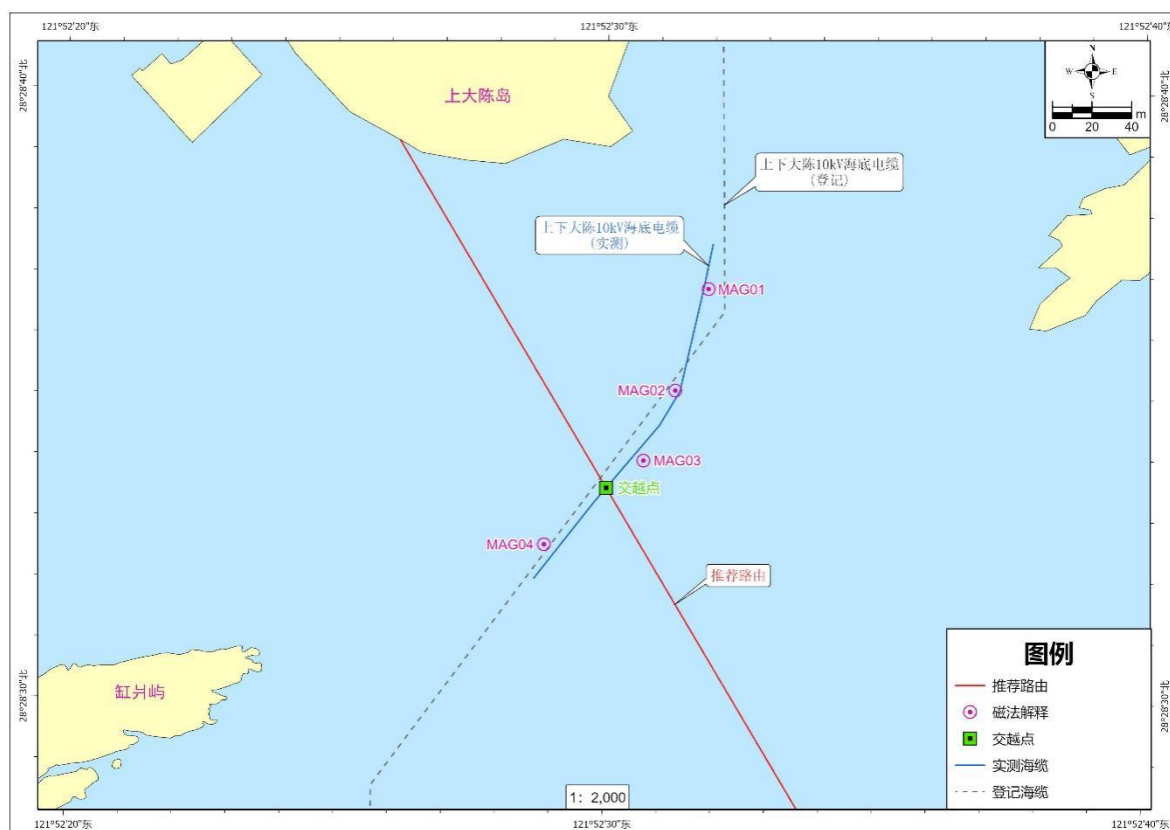 121°52'20"东
121°52'30"东
121°52'40"东
28°28'40"北
28°28'40"北
上大陈岛
N
W
E
S
0
20
40
m
上下大陈10kV海底电缆
(登记)
上下大陈10kV海底电缆
(实测)
MAG01
MAG02
MAG03
交越点
MAG04
推荐路由
缸爿屿
28°28'30"北
28°28'30"北
图例
推荐路由
磁法解释
交越点
实测海缆
登记海缆
1: 2,000
121°52'20"东
121°52'30"东
121°52'40"东